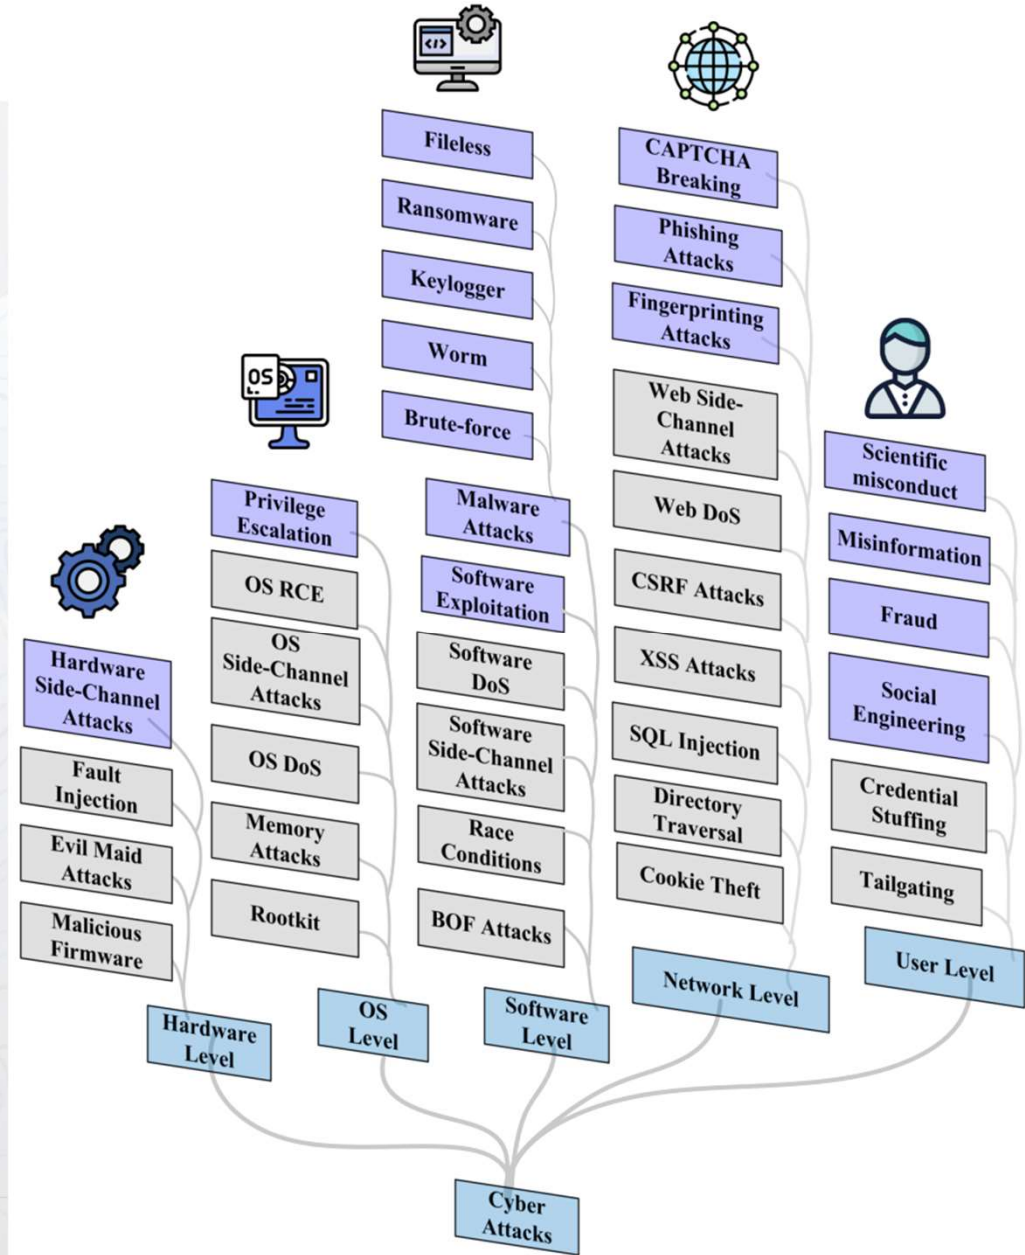 </>
OS
Fileless
Ransomware
Keylogger
Worm
Brute-force
CAPTCHA
Breaking
Phishing
Attacks
Fingerprinting
Attacks
Web Side-
Channel
Attacks
Web DoS
CSRF Attacks
XSS Attacks
SQL Injection
Directory
Traversal
Cookie Theft
Scientific
misconduct
Misinformation
Fraud
Social
Engineering
Credential
Stuffing
Tailgating
Privilege
Escalation
OS RCE
OS
Side-Channel
Attacks
OS DoS
Memory
Attacks
Rootkit
Malware
Attacks
Software
Exploitation
Software
DoS
Software
Side-Channel
Attacks
Race
Conditions
BOF Attacks
Hardware
Side-Channel
Attacks
Fault
Injection
Evil Maid
Attacks
Malicious
Firmware
Hardware
Level
OS
Level
Software
Level
Network Level
User Level
Cyber
Attacks